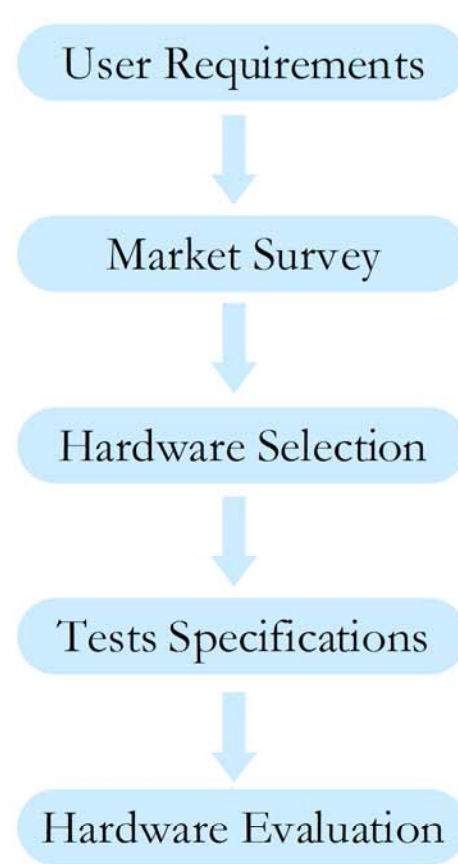 User Requirements
Market Survey
Hardware Selection
Tests Specifications
Hardware Evaluation